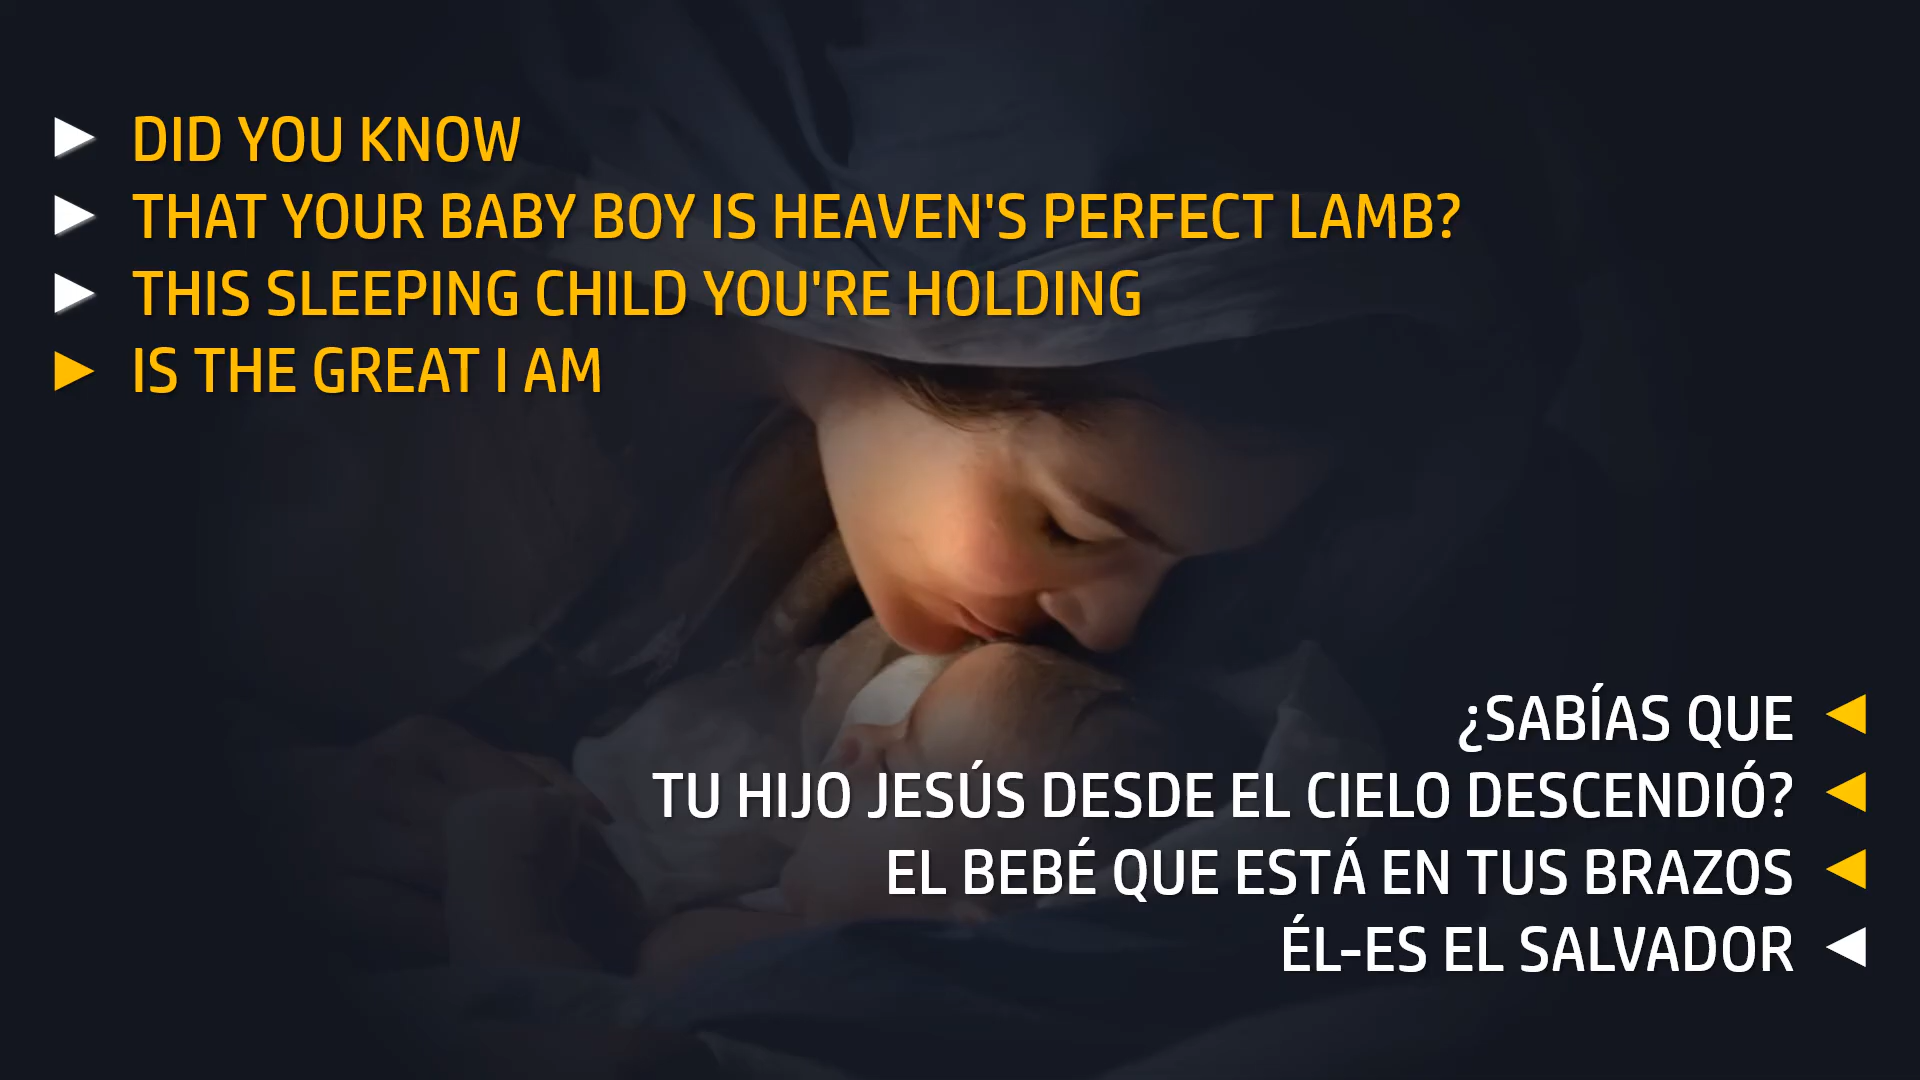 DID YOU KNOW
THAT YOUR BABY BOY IS HEAVEN'S PERFECT LAMB?
THIS SLEEPING CHILD YOU'RE HOLDING
IS THE GREAT I AM
¿SABÍAS QUE
TU HIJO JESÚS DESDE EL CIELO DESCENDIÓ?
EL BEBÉ QUE ESTÁ EN TUS BRAZOS
ÉL-ES EL SALVADOR